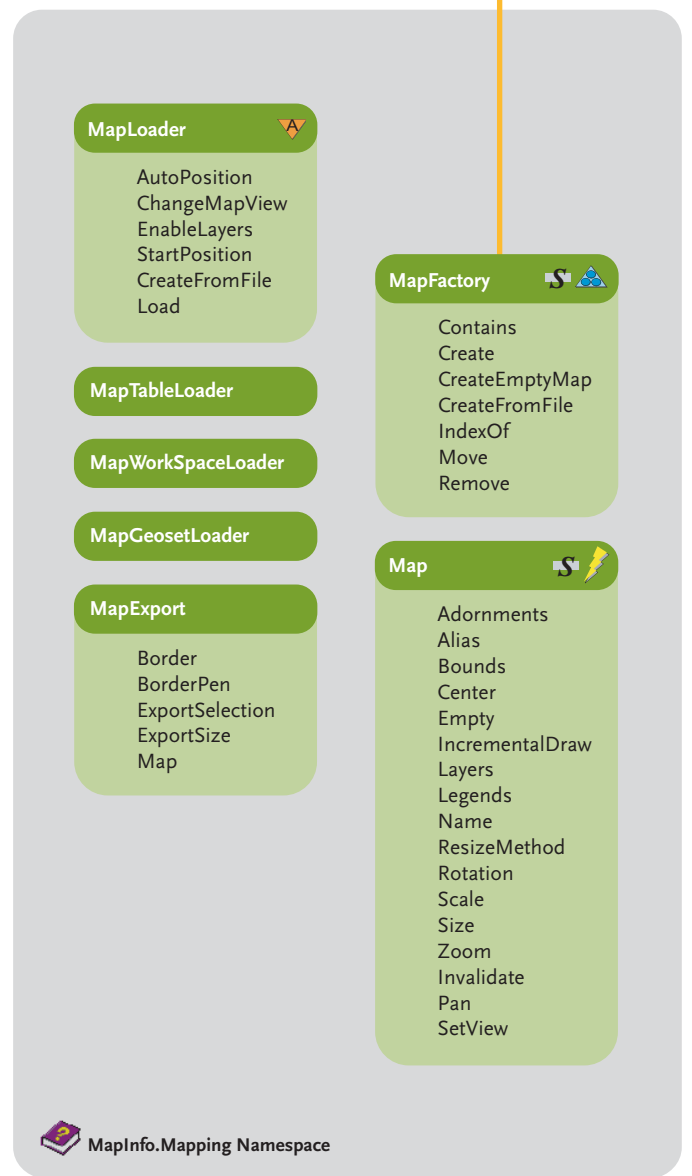 MapLoader
A
AutoPosition
ChangeMapView
EnableLayers
StartPosition
CreateFromFile
Load
MapTableLoader
MapWorkSpaceLoader
MapGeosetLoader
MapExport
Border
BorderPen
ExportSelection
ExportSize
Map
MapFactory
S
Contains
Create
CreateEmptyMap
CreateFromFile
IndexOf
Move
Remove
Map
S
Adornments
Alias
Bounds
Center
Empty
IncrementalDraw
Layers
Legends
Name
ResizeMethod
Rotation
Scale
Size
Zoom
Invalidate
Pan
SetView
? MapInfo.Mapping Namespace